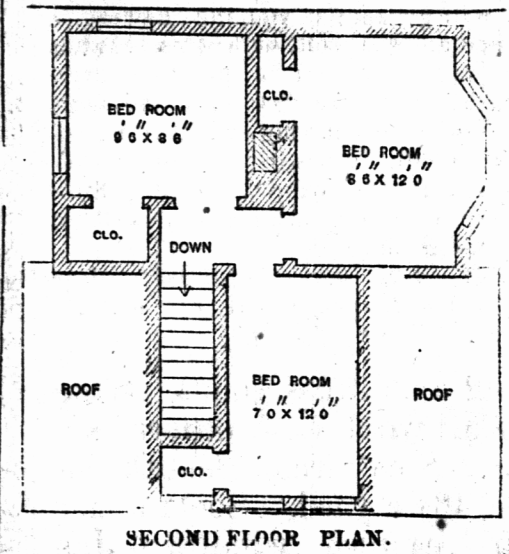 BED ROOM
9 6 X 8 6
CLO.
BED ROOM
8 6 X 12 0
CLO.
DOWN
ROOF
BED ROOM
7 0 X 12 0
ROOF
CLO.
SECOND FLOOR PLAN.